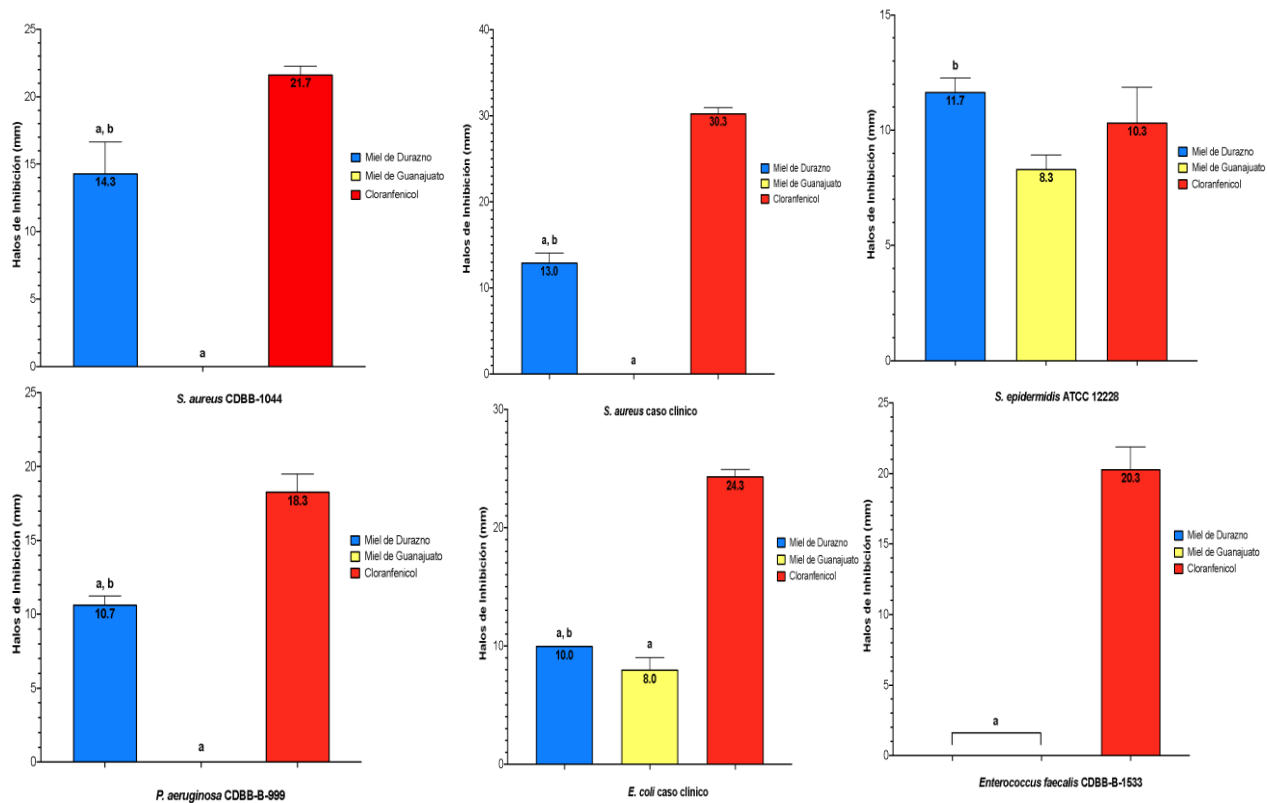 Halos de Inhibición (mm)
25
20
15
10
5
0
a, b
14.3
a
21.7
Miel de Durazno
Miel de Guanajuato
Cloranfenicol
S. aureus CDBB-1044
Halos de Inhibición (mm)
40
30
20
10
0
a, b
13.0
a
30.3
Miel de Durazno
Miel de Guanajuato
Cloranfenicol
S. aureus caso clínico
Halos de Inhibición (mm)
15
10
5
0
b
11.7
8.3
10.3
Miel de Durazno
Miel de Guanajuato
Cloranfenicol
S. epidermidis ATCC 12228
Halos de Inhibición (mm)
25
20
15
10
5
0
a, b
10.7
a
18.3
Miel de Durazno
Miel de Guanajuato
Cloranfenicol
P. aeruginosa CDBB-B-999
Halos de Inhibición (mm)
30
20
10
0
a, b
10.0
a
8.0
24.3
Miel de Durazno
Miel de Guanajuato
Cloranfenicol
E. coli caso clínico
Halos de Inhibición (mm)
25
20
15
10
5
0
a
20.3
Miel de Durazno
Miel de Guanajuato
Cloranfenicol
Enterococcus faecalis CDBB-B-1533